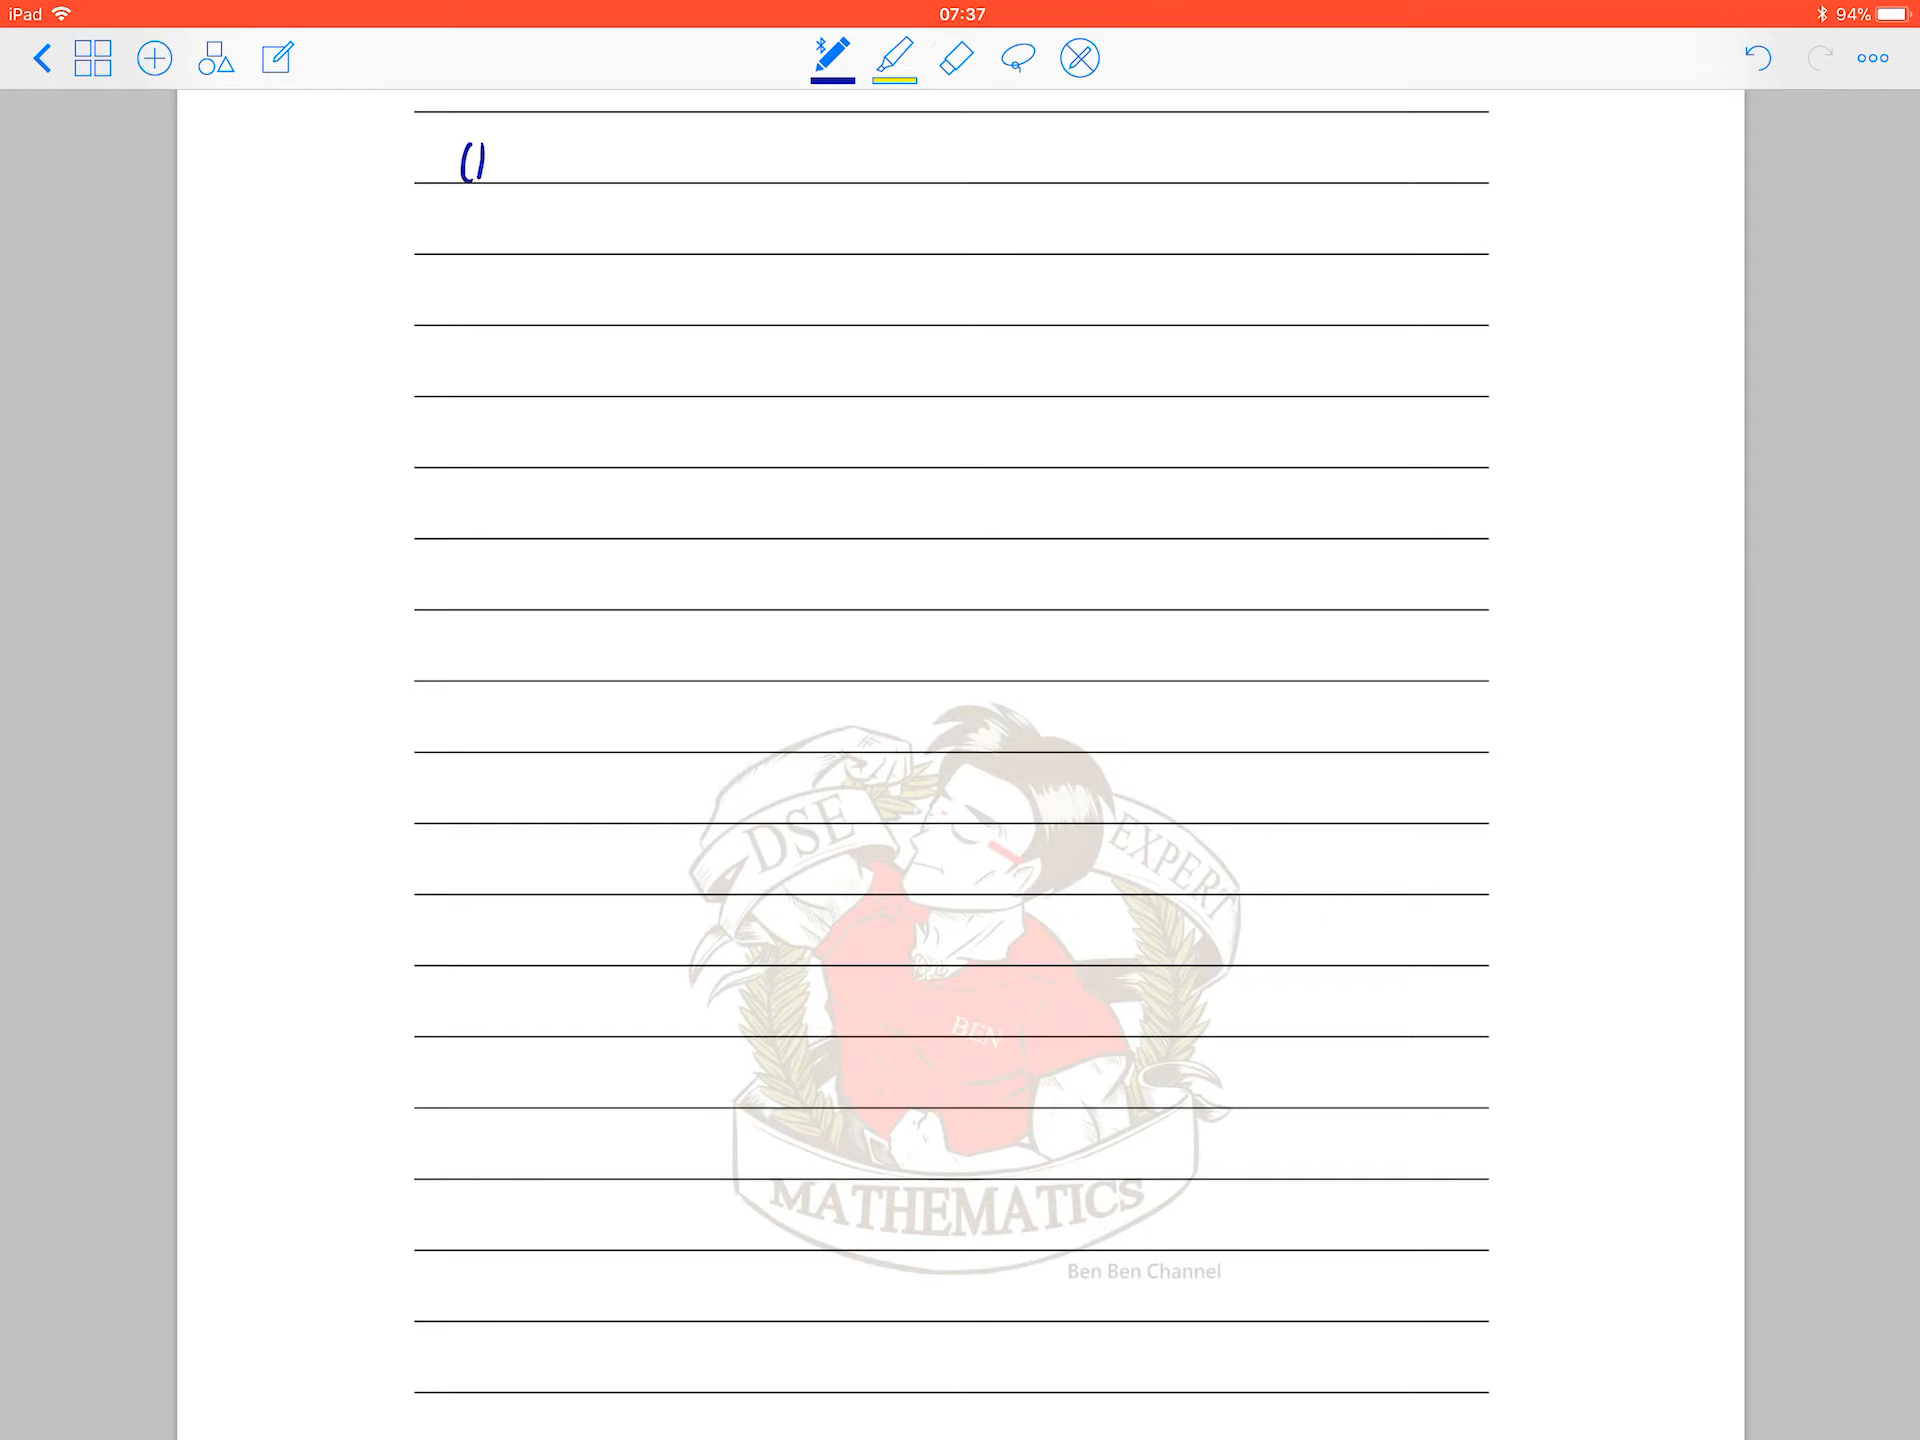 iPad 07:37 94%
(1
DSE EXPERT
BEN
MATHEMATICS
Ben Ben Channel